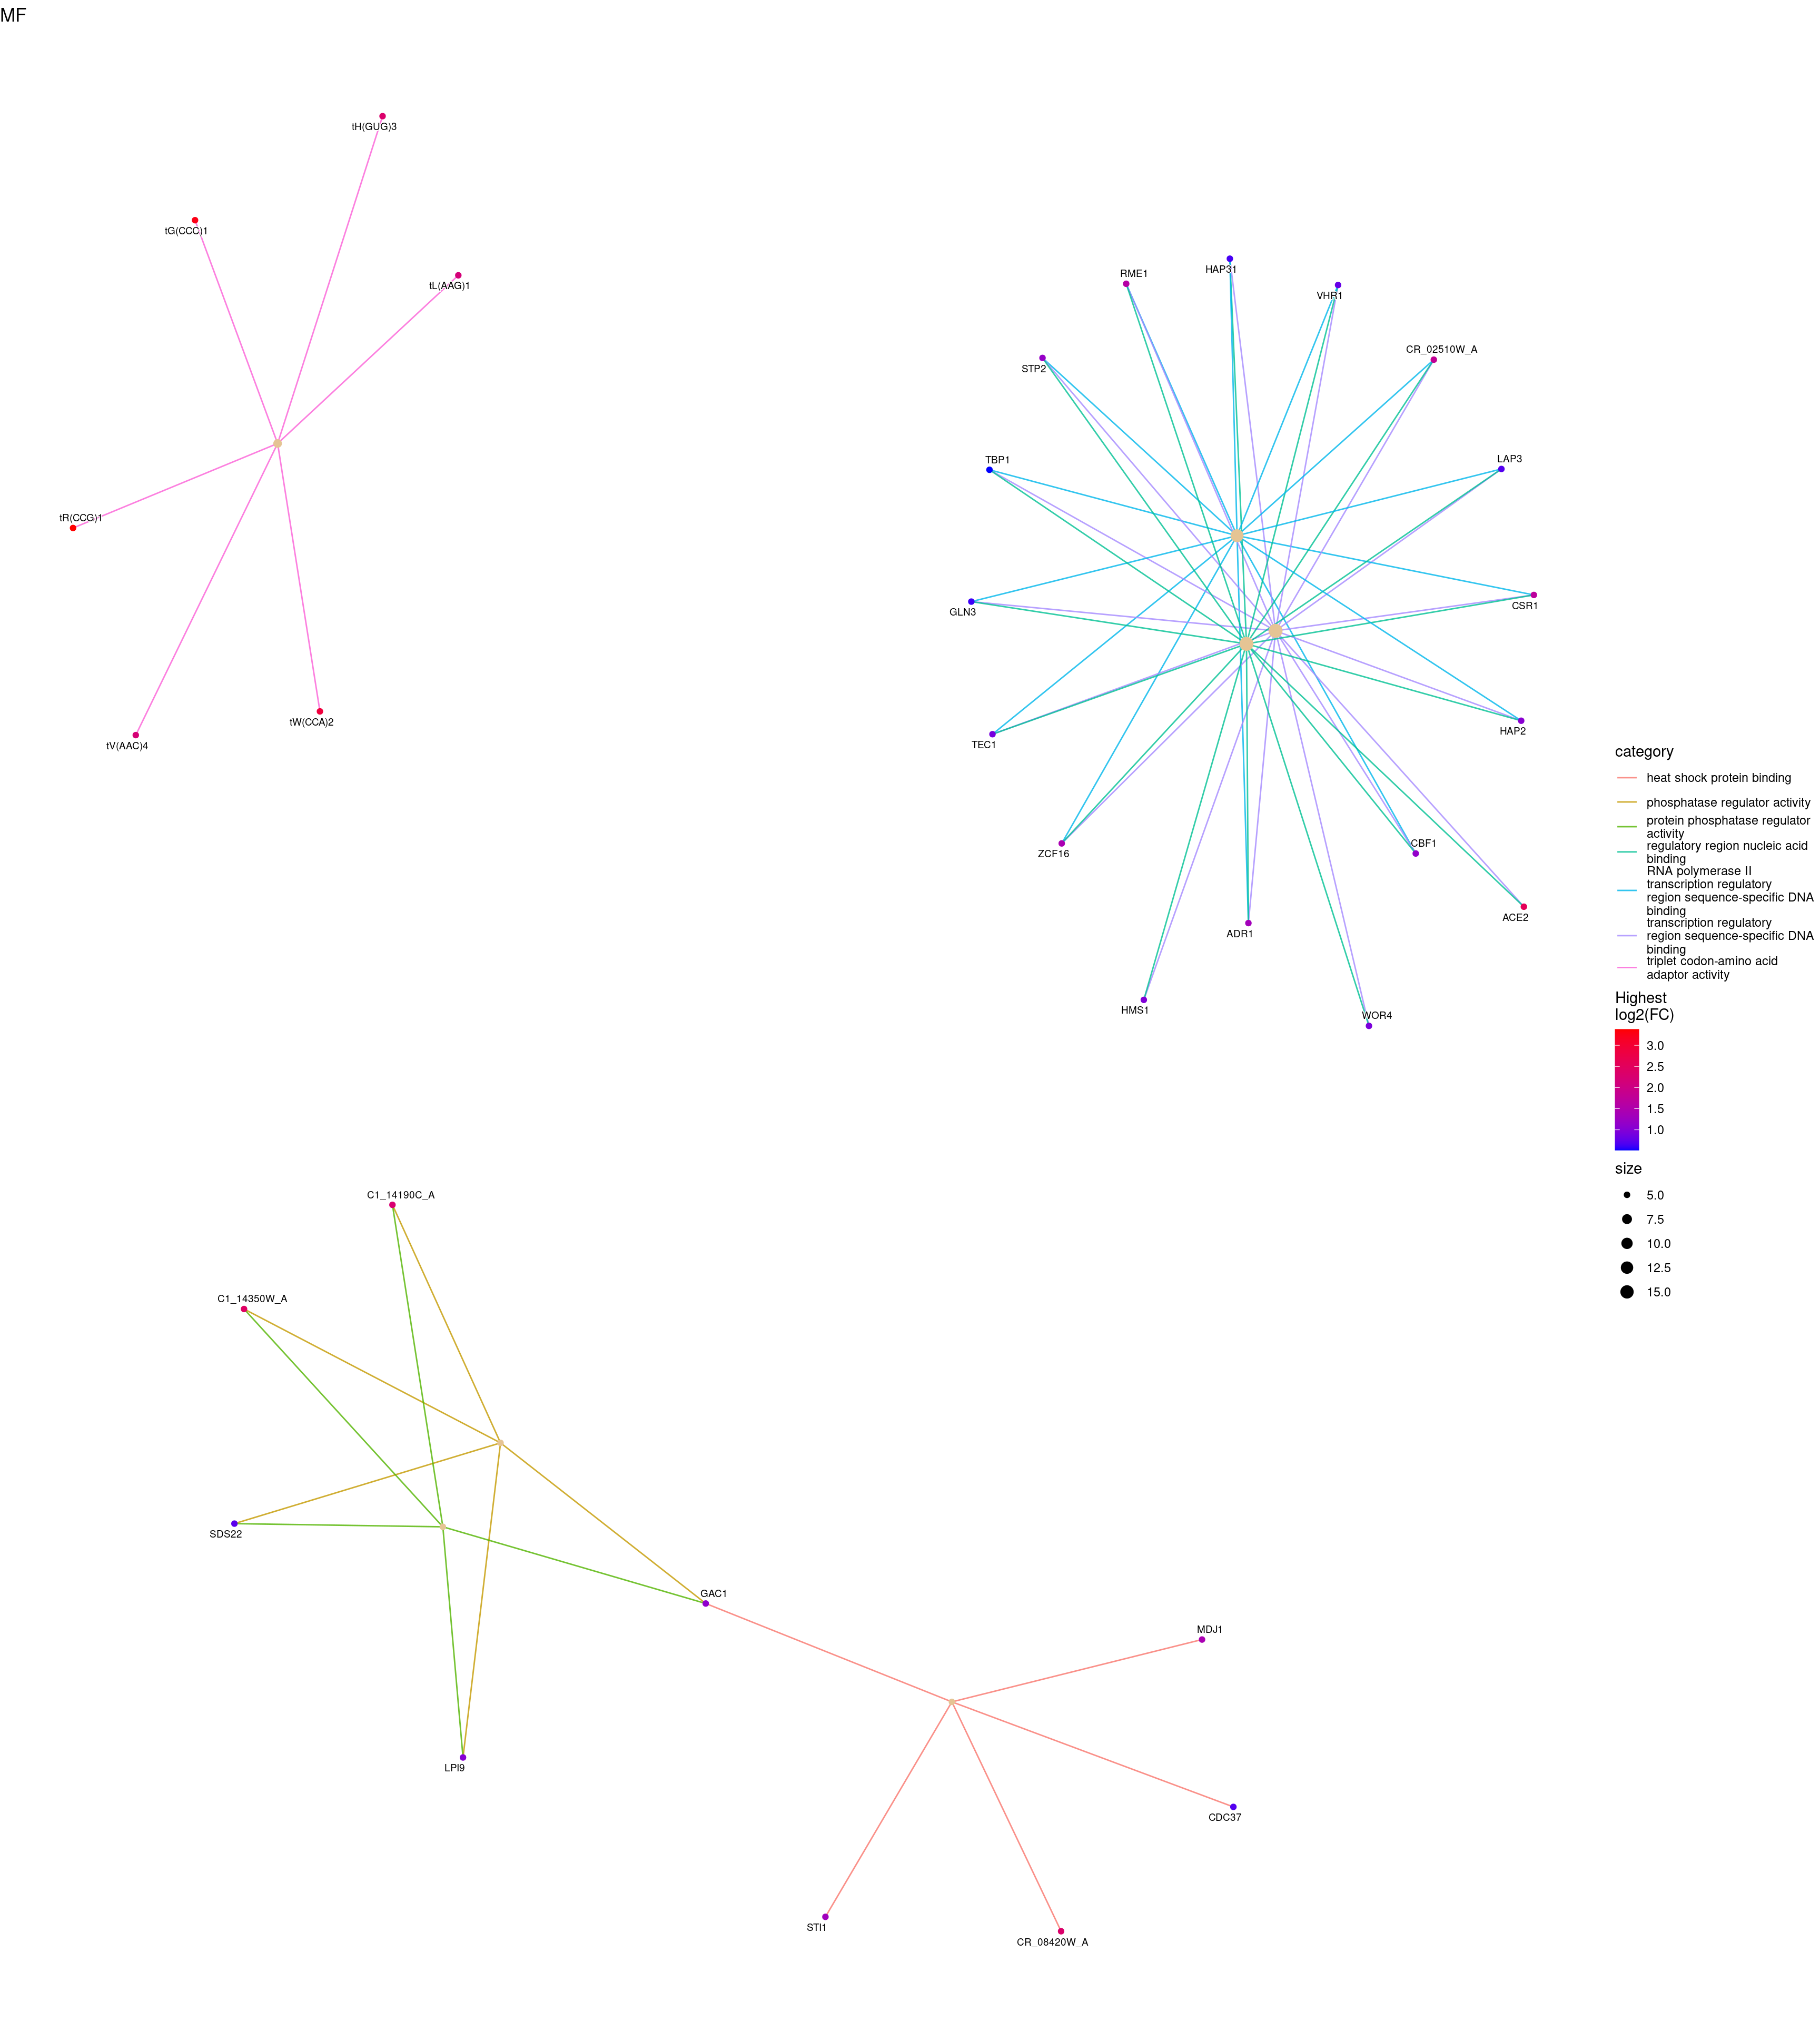 MF
tH(GUG)3
tG(CCC)1
tL(AAG)1
tR(CCG)1
tW(CCA)2
tV(AAC)4
HAP31
RME1
VHR1
CR_02510W_A
STP2
TBP1
LAP3
GLN3
CSR1
TEC1
HAP2
ZCF16
CBF1
ACE2
ADR1
HMS1
WOR4
category
heat shock protein binding
phosphatase regulator activity
protein phosphatase regulator
activity
regulatory region nucleic acid
binding
RNA polymerase II
transcription regulatory
region sequence-specific DNA
binding
transcription regulatory
region sequence-specific DNA
binding
triplet codon-amino acid
adaptor activity
Highest
log2(FC)
3.0
2.5
2.0
1.5
1.0
size
5.0
7.5
10.0
12.5
15.0
C1_14190C_A
C1_14350W_A
SDS22
GAC1
LPI9
MDJ1
CDC37
STI1
CR_08420W_A